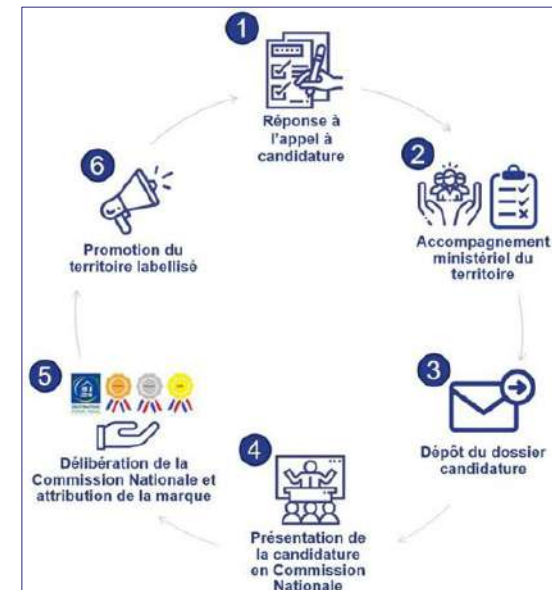 1
Réponse à
l'appel à
candidature
2
Accompagnement
ministériel du
territoire
3
Dépôt du dossier
candidature
4
Présentation de
la candidature
en Commission
Nationale
5
Délibération de la
Commission Nationale et
attribution de la marque
6
Promotion du
territoire labellisé